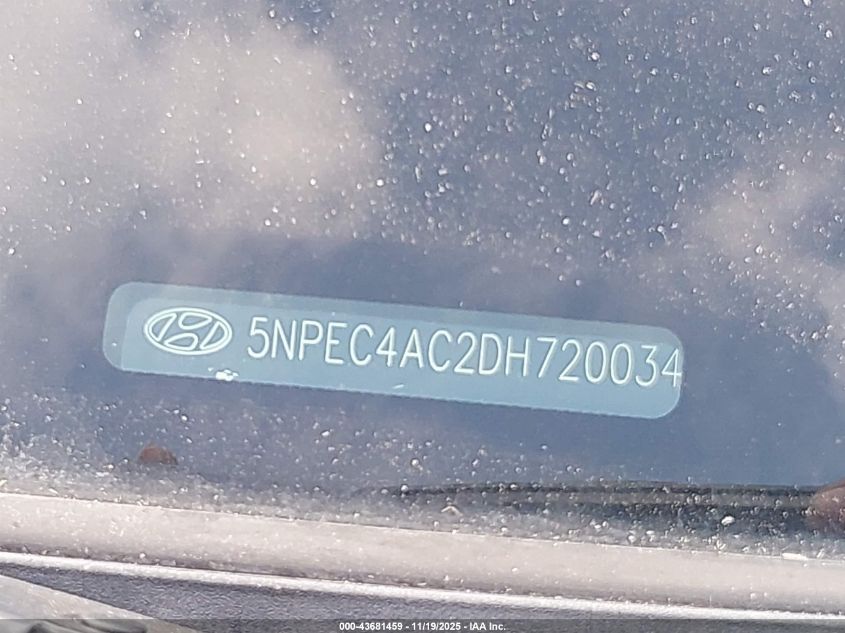 5NPEC4AC2DH720034
000-43681459 - 11/19/2025 - IAA Inc.